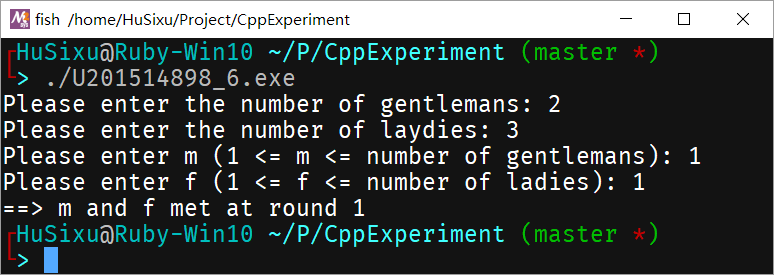 fish /home/HuSixu/Project/CppExperiment
HuSixu@Ruby-Win10 ~/P/CppExperiment (master *)
> ./U201514898_6.exe
Please enter the number of gentlemans: 2
Please enter the number of laydies: 3
Please enter m (1 <= m <= number of gentlemans): 1
Please enter f (1 <= f <= number of ladies): 1
==> m and f met at round 1
HuSixu@Ruby-Win10 ~/P/CppExperiment (master *)
>